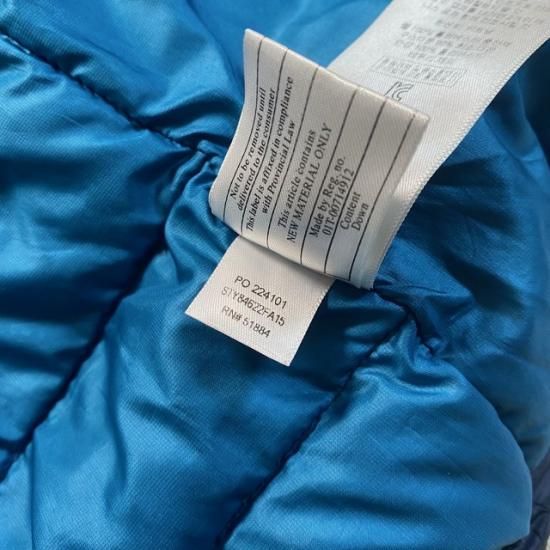 Not to be removed until
delivered to the consumer
This label is affixed in compliance
with Provincial Law
This article contains
NEW MATERIAL ONLY
Made by Reg. no.
01T-00714912
Content
Down
PO 224101
STY84622FA15
RN# 51884